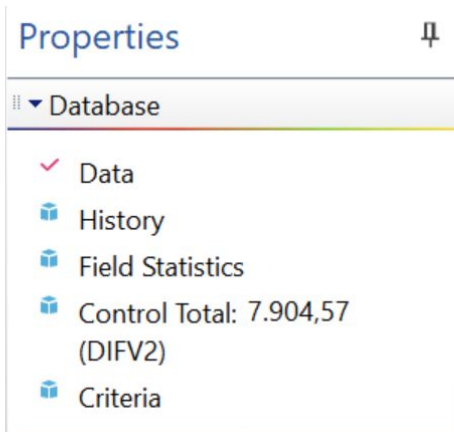 Properties
Database
Data
History
Field Statistics
Control Total: 7.904,57
(DIFV2)
Criteria